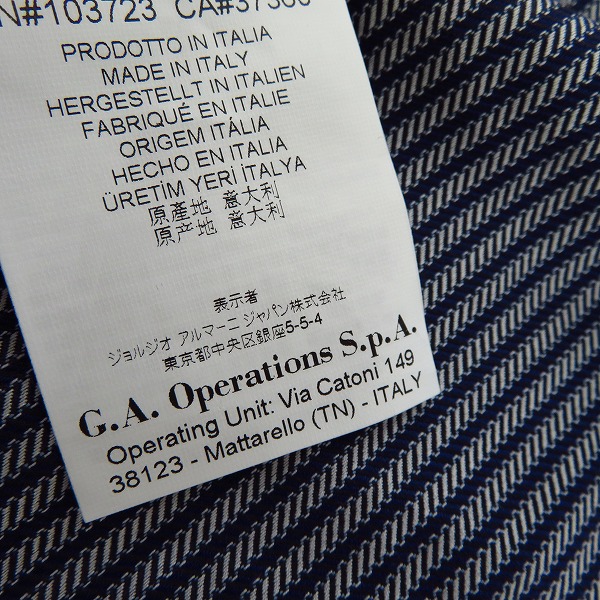 N#103723 CA#37360
PRODOTTO IN ITALIA
MADE IN ITALY
HERGESTELLT IN ITALIEN
FABRIQUÉ EN ITALIE
ORIGEM ITÁLIA
HECHO EN ITALIA
ÜRETİM YERİ İTALYA
原產地 意大利
原产地 意大利
表示者
ジョルジオ アルマーニ ジャパン株式会社
東京都中央区銀座5-5-4
G.A. Operations S.p.A.
Operating Unit: Via Catoni 149
38123 - Mattarello (TN) - ITALY